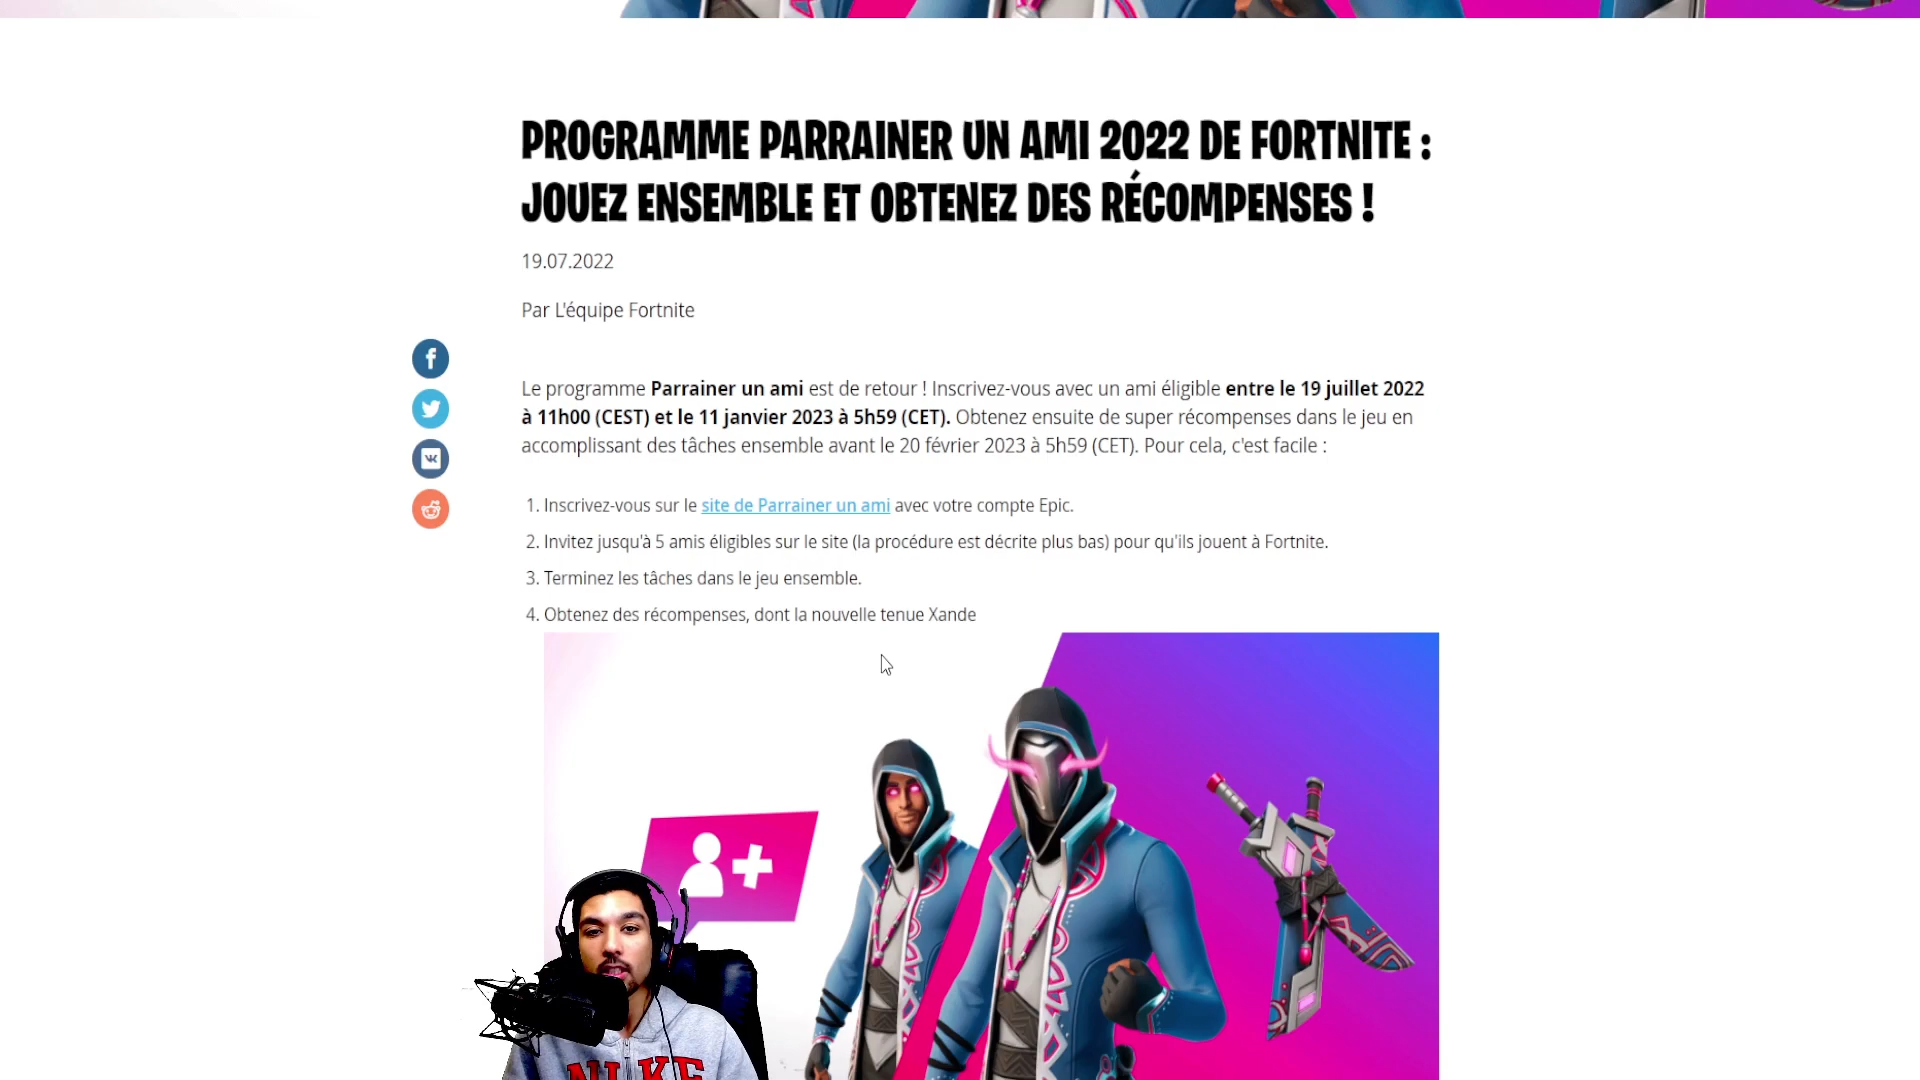 PROGRAMME PARRAINER UN AMI 2022 DE FORTNITE :
JOUEZ ENSEMBLE ET OBTENEZ DES RÉCOMPENSES !
19.07.2022
Par L'équipe Fortnite
Le programme Parrainer un ami est de retour ! Inscrivez-vous avec un ami éligible entre le 19 juillet 2022
à 11h00 (CEST) et le 11 janvier 2023 à 5h59 (CET). Obtenez ensuite de super récompenses dans le jeu en
accomplissant des tâches ensemble avant le 20 février 2023 à 5h59 (CET). Pour cela, c'est facile :
1. Inscrivez-vous sur le site de Parrainer un ami avec votre compte Epic.
2. Invitez jusqu'à 5 amis éligibles sur le site (la procédure est décrite plus bas) pour qu'ils jouent à Fortnite.
3. Terminez les tâches dans le jeu ensemble.
4. Obtenez des récompenses, dont la nouvelle tenue Xande
NIKE